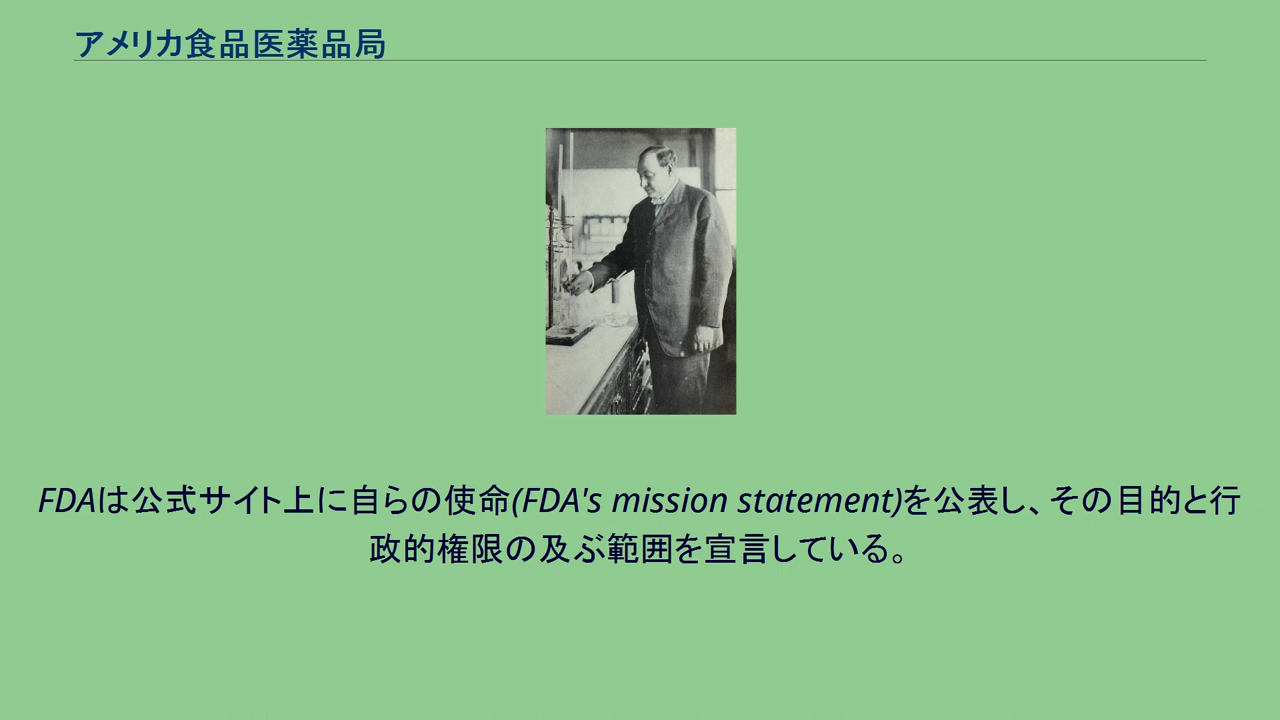 アメリカ食品医薬品局
FDAは公式サイト上に自らの使命(FDA's mission statement)を公表し、その目的と行
政的権限の及ぶ範囲を宣言している。